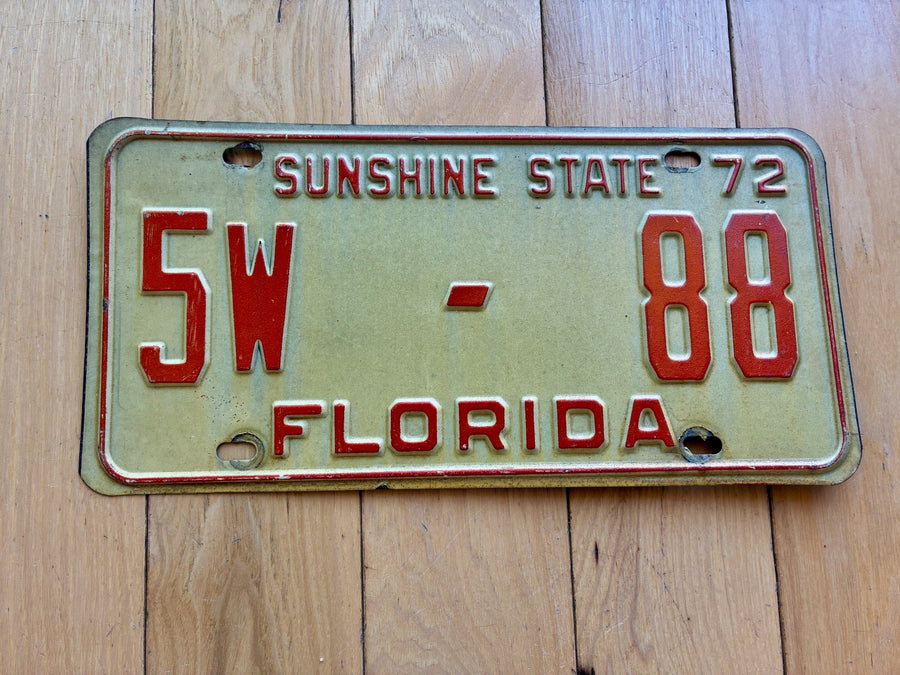 SUNSHINE STATE 72
5W - 88
FLORIDA